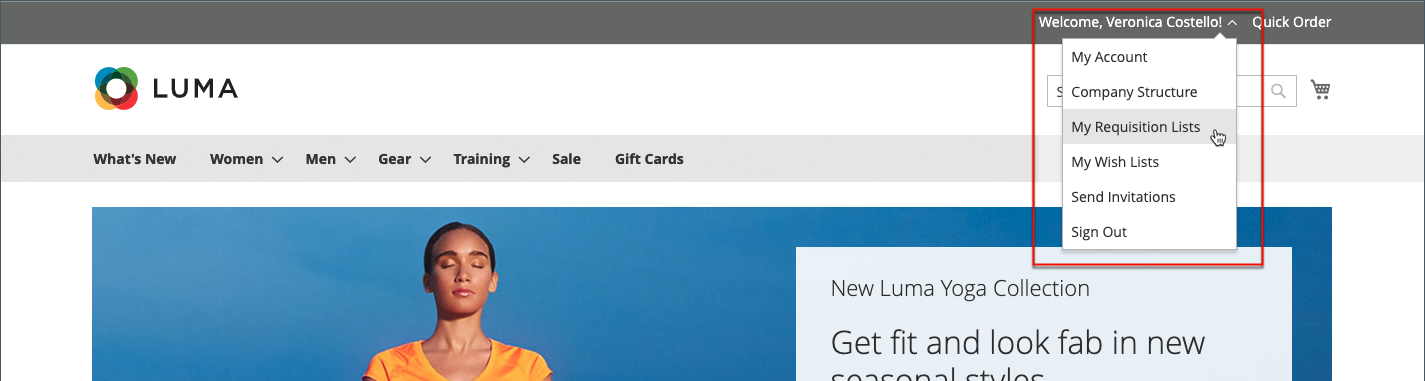 Welcome, Veronica Costello! Quick Order
My Account
Company Structure
My Requisition Lists
My Wish Lists
Send Invitations
Sign Out
LUMA
S
What's New Women Men Gear Training Sale Gift Cards
New Luma Yoga Collection
Get fit and look fab in new
seasonal styles